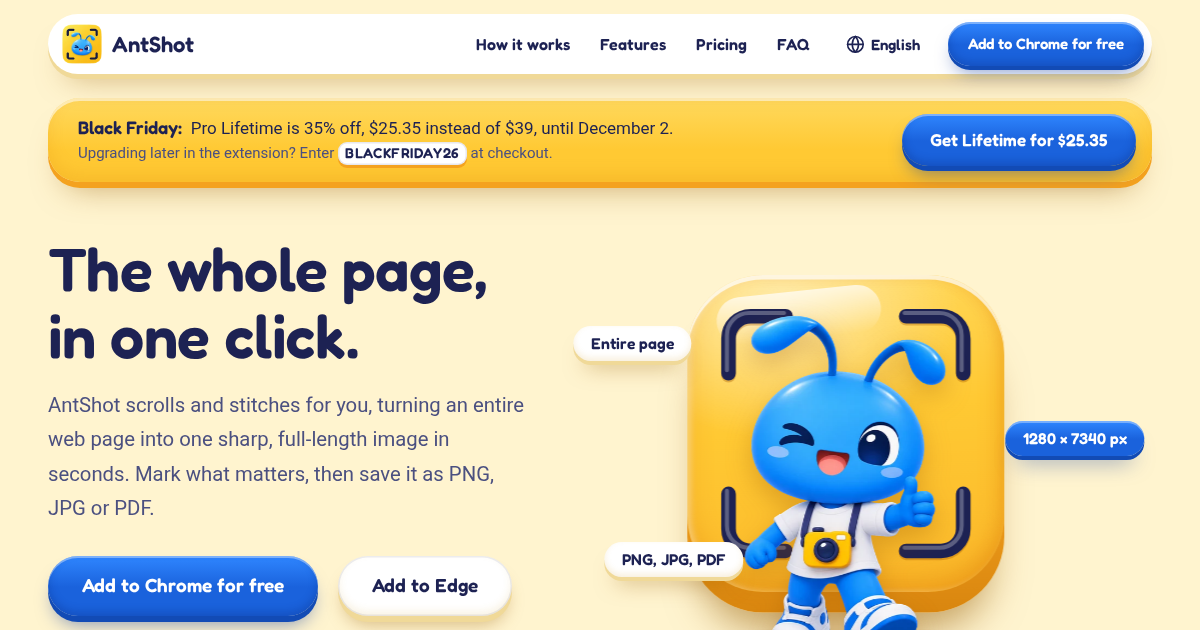 AntShot
How it works
Features
Pricing
FAQ
English
Add to Chrome for free
Black Friday: Pro Lifetime is 35% off, $25.35 instead of $39, until December 2.
Upgrading later in the extension? Enter BLACKFRIDAY26 at checkout.
Get Lifetime for $25.35
The whole page,
in one click.
AntShot scrolls and stitches for you, turning an entire
web page into one sharp, full-length image in
seconds. Mark what matters, then save it as PNG,
JPG or PDF.
Add to Chrome for free
Add to Edge
Entire page
1280 × 7340 px
PNG, JPG, PDF